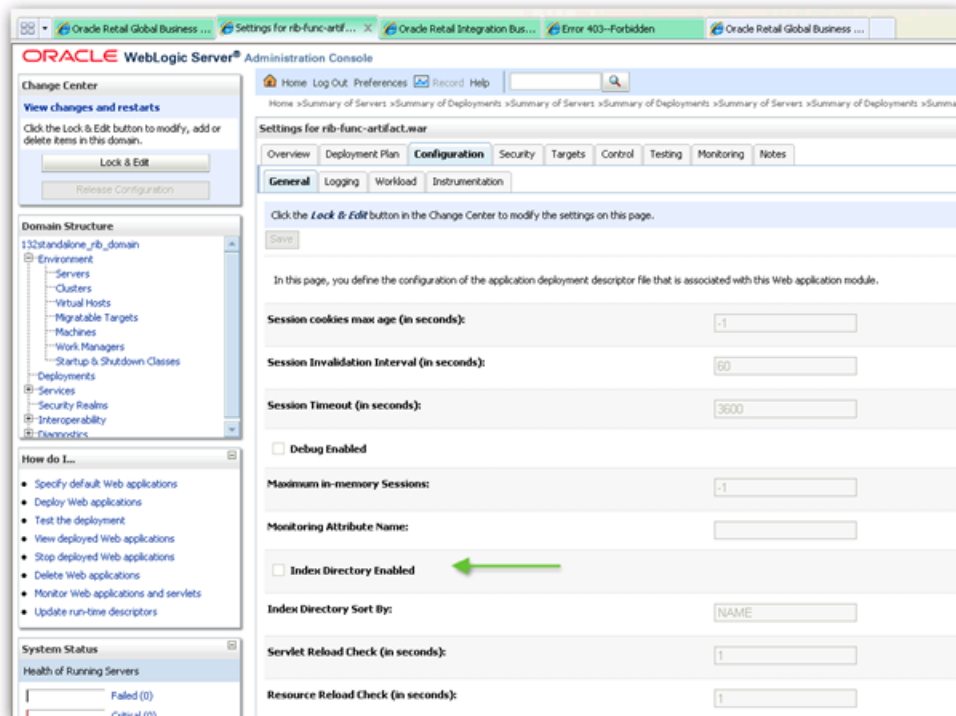 Oracle Retail Global Business ...
Settings for rib-func-artif... X
Oracle Retail Integration Bus...
Error 403--Forbidden
Oracle Retail Global Business ...
ORACLE WebLogic Server® Administration Console
Change Center
View changes and restarts
Click the Lock & Edit button to modify, add or
delete items in this domain.
Lock & Edit
Release Configuration
Domain Structure
132standalone_rib_domain
Environment
Servers
Clusters
Virtual Hosts
Migratable Targets
Machines
Work Managers
Startup & Shutdown Classes
Deployments
Services
Security Realms
Interoperability
Diagnostics
How do I...
Specify default Web applications
Deploy Web applications
Test the deployment
View deployed Web applications
Stop deployed Web applications
Delete Web applications
Monitor Web applications and servlets
Update run-time descriptors
System Status
Health of Running Servers
Failed (0)
Critical (0)
Home Log Out Preferences Record Help
Home >Summary of Servers >Summary of Deployments >Summary of Servers >Summary of Deployments >Summary of Servers >Summary of Deployments >Summa
Settings for rib-func-artifact.war
Overview Deployment Plan Configuration Security Targets Control Testing Monitoring Notes
General Logging Workload Instrumentation
Click the Lock & Edit button in the Change Center to modify the settings on this page.
Save
In this page, you define the configuration of the application deployment descriptor file that is associated with this Web application module.
Session cookies max age (in seconds): -1
Session Invalidation Interval (in seconds): 60
Session Timeout (in seconds): 3600
Debug Enabled
Maximum in-memory Sessions: -1
Monitoring Attribute Name:
Index Directory Enabled
Index Directory Sort By: NAME
Servlet Reload Check (in seconds): 1
Resource Reload Check (in seconds): 1